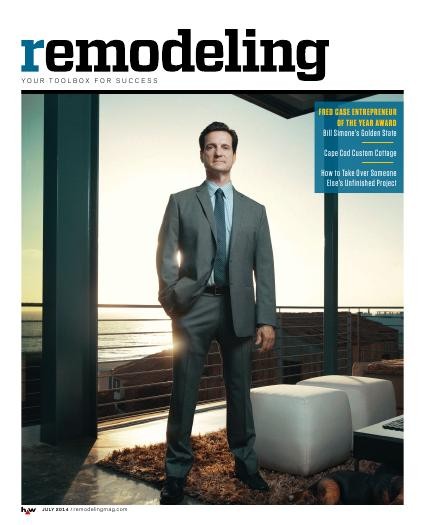 remodeling
YOUR TOOLBOX FOR SUCCESS
FRED CASE ENTREPRENEUR
OF THE YEAR AWARD
Bill Simone's Golden State
Cape Cod Custom Cottage
How to Take Over Someone
Else's Unfinished Project
h/w JULY 2014 / remodelingmag.com